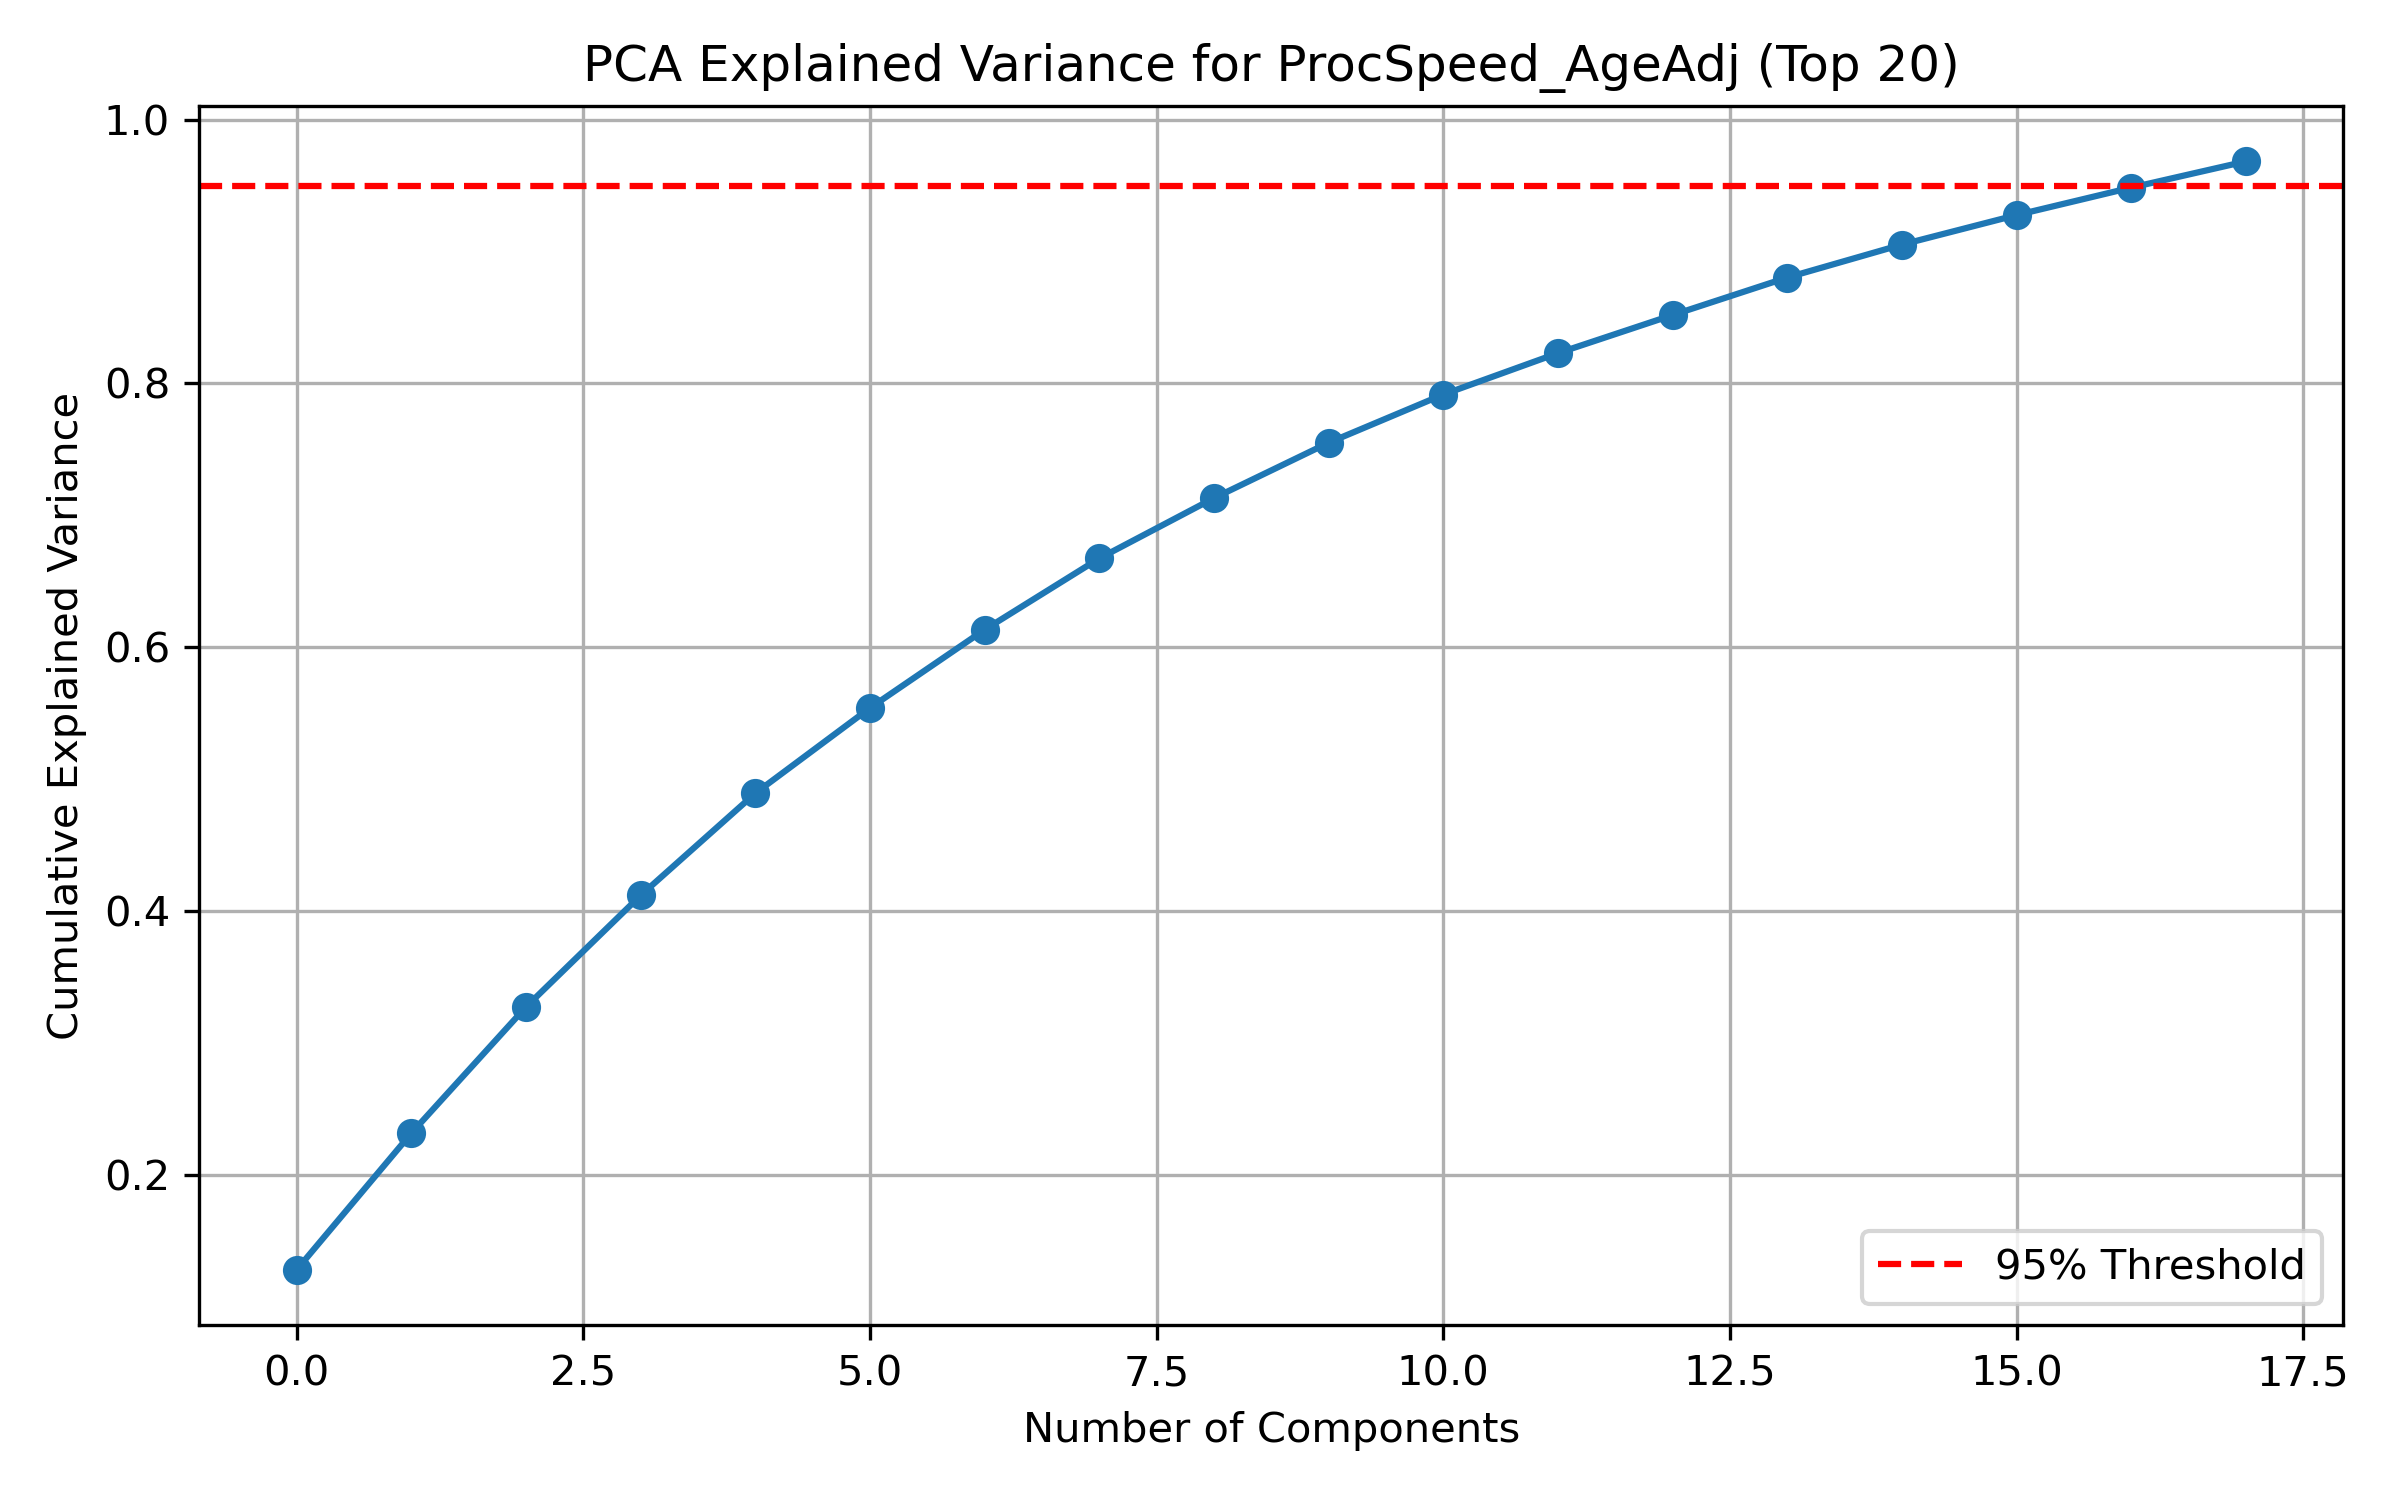 PCA Explained Variance for ProcSpeed_AgeAdj (Top 20)
Cumulative Explained Variance
1.0
0.8
0.6
0.4
0.2
95% Threshold
0.0 2.5 5.0 7.5 10.0 12.5 15.0 17.5
Number of Components